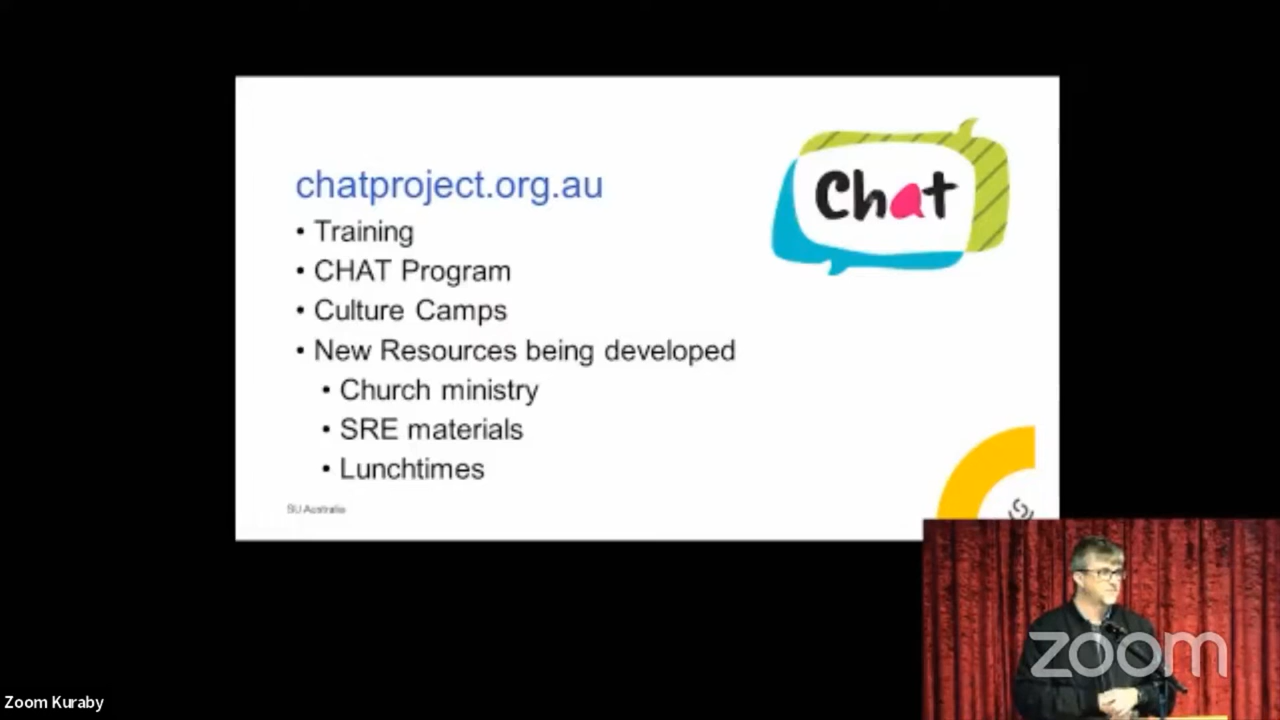 chatproject.org.au
Chat
• Training
• CHAT Program
• Culture Camps
• New Resources being developed
• Church ministry
• SRE materials
• Lunchtimes
SU Australia
zoom
Zoom Kuraby